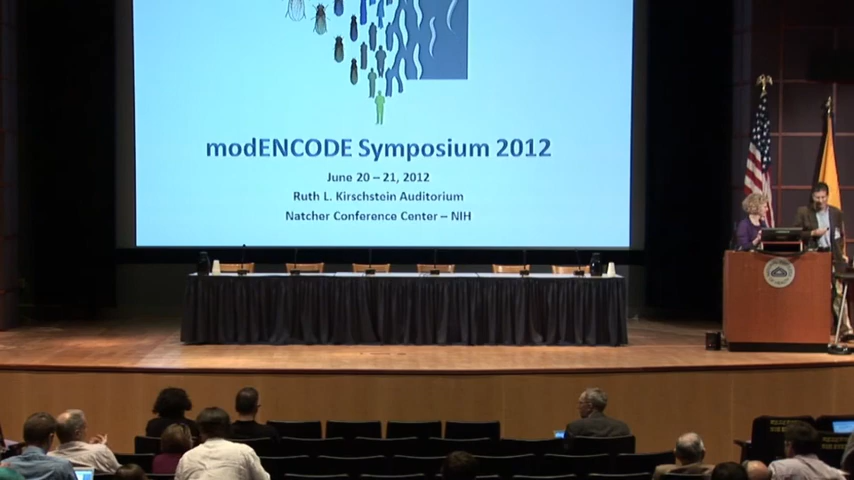 modENCODE Symposium 2012
June 20 – 21, 2012
Ruth L. Kirschstein Auditorium
Natcher Conference Center – NIH